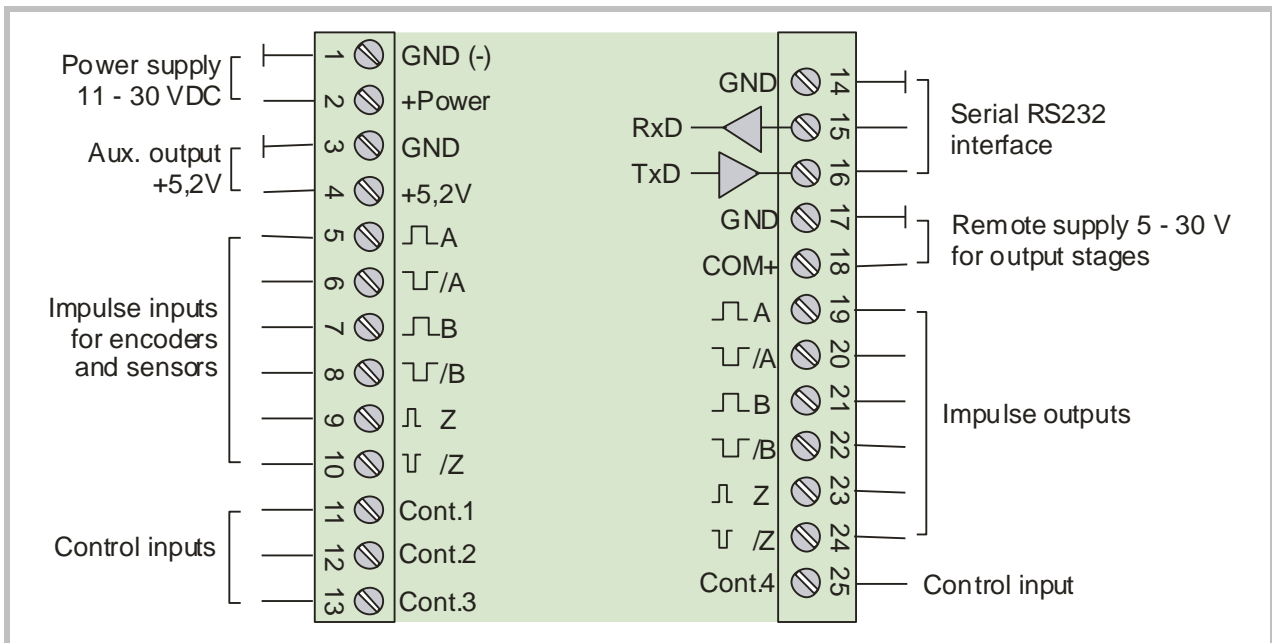 Power supply
11 - 30 VDC
Aux. output
+5,2V
Impulse inputs
for encoders
and sensors
Control inputs
1 GND (-)
2 +Power
3 GND
4 +5,2V
5 A
6 /A
7 B
8 /B
9 Z
10 /Z
11 Cont.1
12 Cont.2
13 Cont.3
GND 14
RxD 15
TxD 16
GND 17
COM+ 18
A 19
/A 20
B 21
/B 22
Z 23
/Z 24
Cont.4 25
Serial RS232
interface
Remote supply 5 - 30 V
for output stages
Impulse outputs
Control input